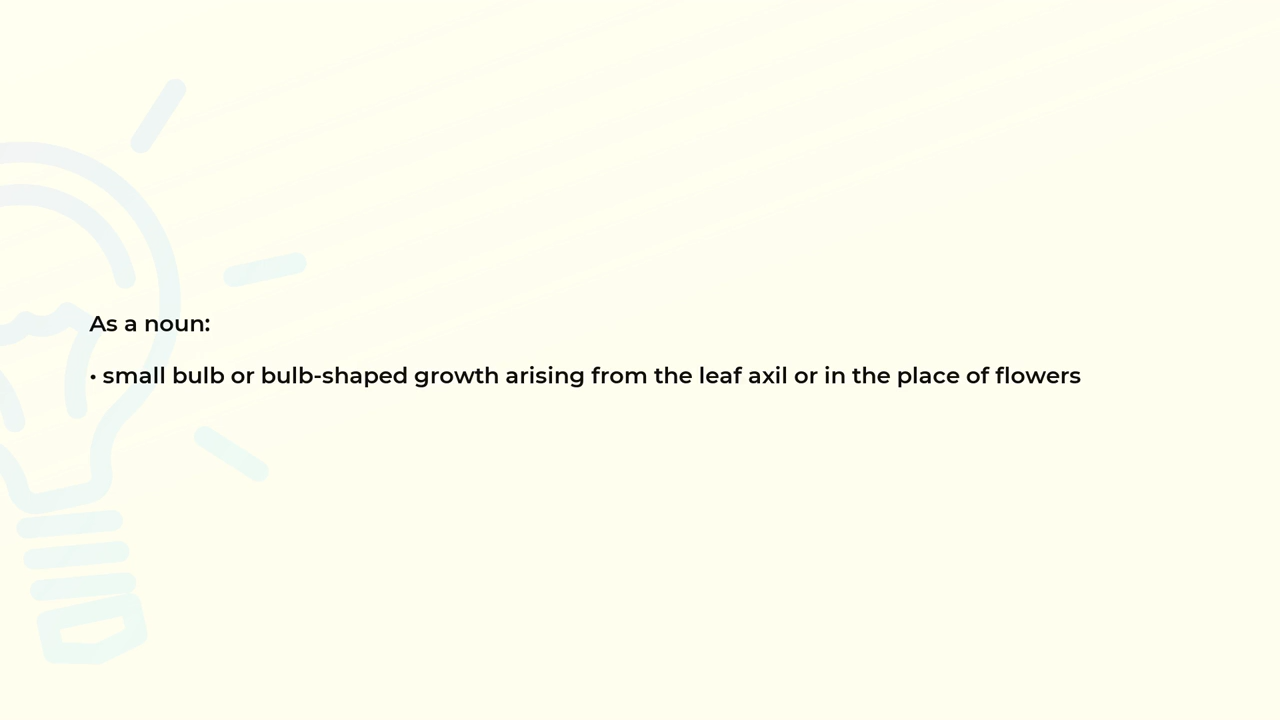 As a noun:
• small bulb or bulb-shaped growth arising from the leaf axil or in the place of flowers